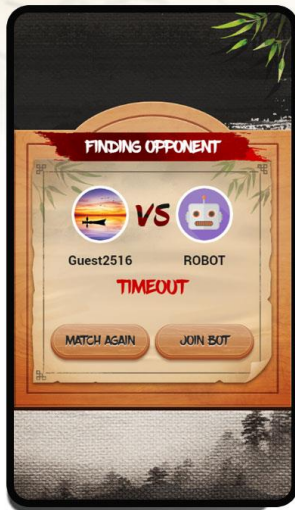 FINDING OPPONENT
VS
Guest2516 ROBOT
TIMEOUT
MATCH AGAIN JOIN BOT